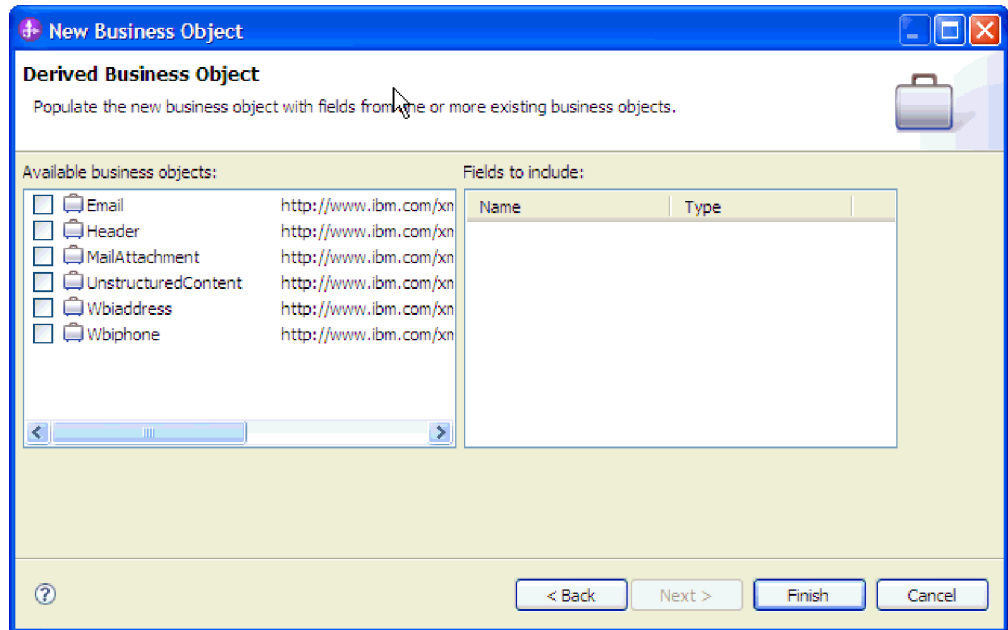 New Business Object
Derived Business Object
Populate the new business object with fields from one or more existing business objects.
Available business objects:
Fields to include:
Email http://www.ibm.com/xn
Header http://www.ibm.com/xn
MailAttachment http://www.ibm.com/xn
UnstructuredContent http://www.ibm.com/xn
Wbiaddress http://www.ibm.com/xn
Wbiphone http://www.ibm.com/xn
Name Type
< Back Next > Finish Cancel